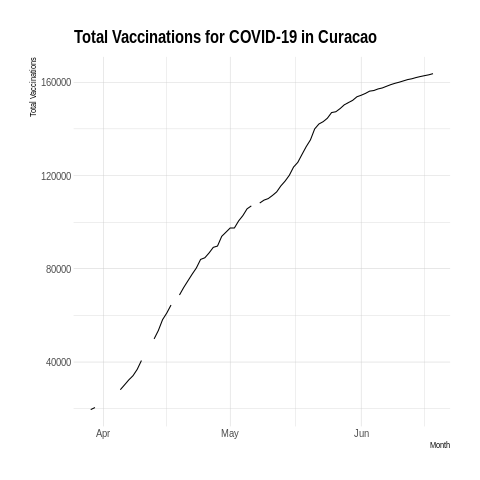 Total Vaccinations for COVID-19 in Curacao
Total Vaccinations
160000
120000
80000
40000
Apr May Jun
Month